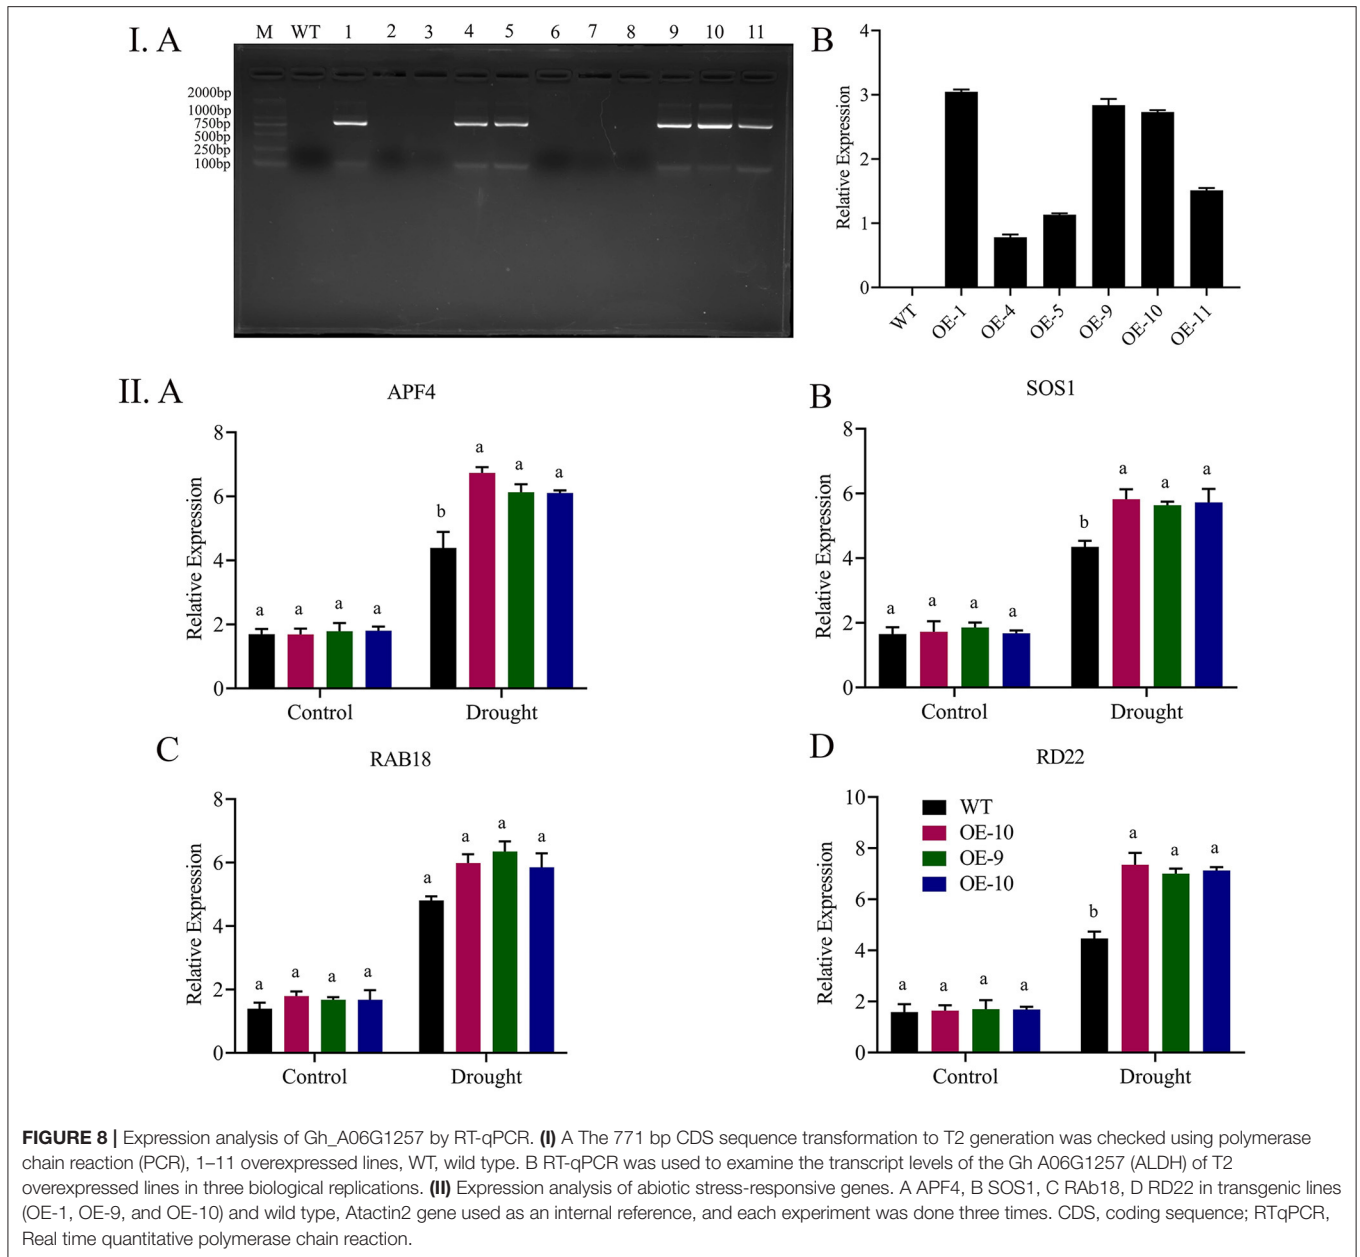 I. A
M WT 1 2 3 4 5 6 7 8 9 10 11
2000bp
1000bp
750bp
500bp
250bp
100bp
B
Relative Expression
4
3
2
1
0
WT OE-1 OE-4 OE-5 OE-9 OE-10 OE-11
II. A
APF4
Relative Expression
8
6
4
2
0
a a a a b a a a
Control Drought
B
SOS1
Relative Expression
8
6
4
2
0
a a a a b a a a
Control Drought
C
RAB18
Relative Expression
8
6
4
2
0
a a a a a a a a
Control Drought
D
RD22
Relative Expression
10
8
6
4
2
0
WT
OE-10
OE-9
OE-10
a a a a b a a a
Control Drought
FIGURE 8 | Expression analysis of Gh_A06G1257 by RT-qPCR. (I) A The 771 bp CDS sequence transformation to T2 generation was checked using polymerase
chain reaction (PCR), 1–11 overexpressed lines, WT, wild type. B RT-qPCR was used to examine the transcript levels of the Gh A06G1257 (ALDH) of T2
overexpressed lines in three biological replications. (II) Expression analysis of abiotic stress-responsive genes. A APF4, B SOS1, C RAb18, D RD22 in transgenic lines
(OE-1, OE-9, and OE-10) and wild type, Atactin2 gene used as an internal reference, and each experiment was done three times. CDS, coding sequence; RTqPCR,
Real time quantitative polymerase chain reaction.